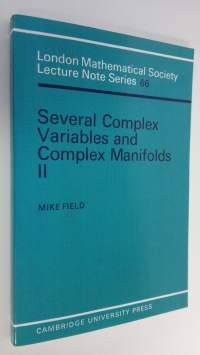 London Mathematical Society
Lecture Note Series 66
Several Complex
Variables and
Complex Manifolds
II
MIKE FIELD
CAMBRIDGE UNIVERSITY PRESS